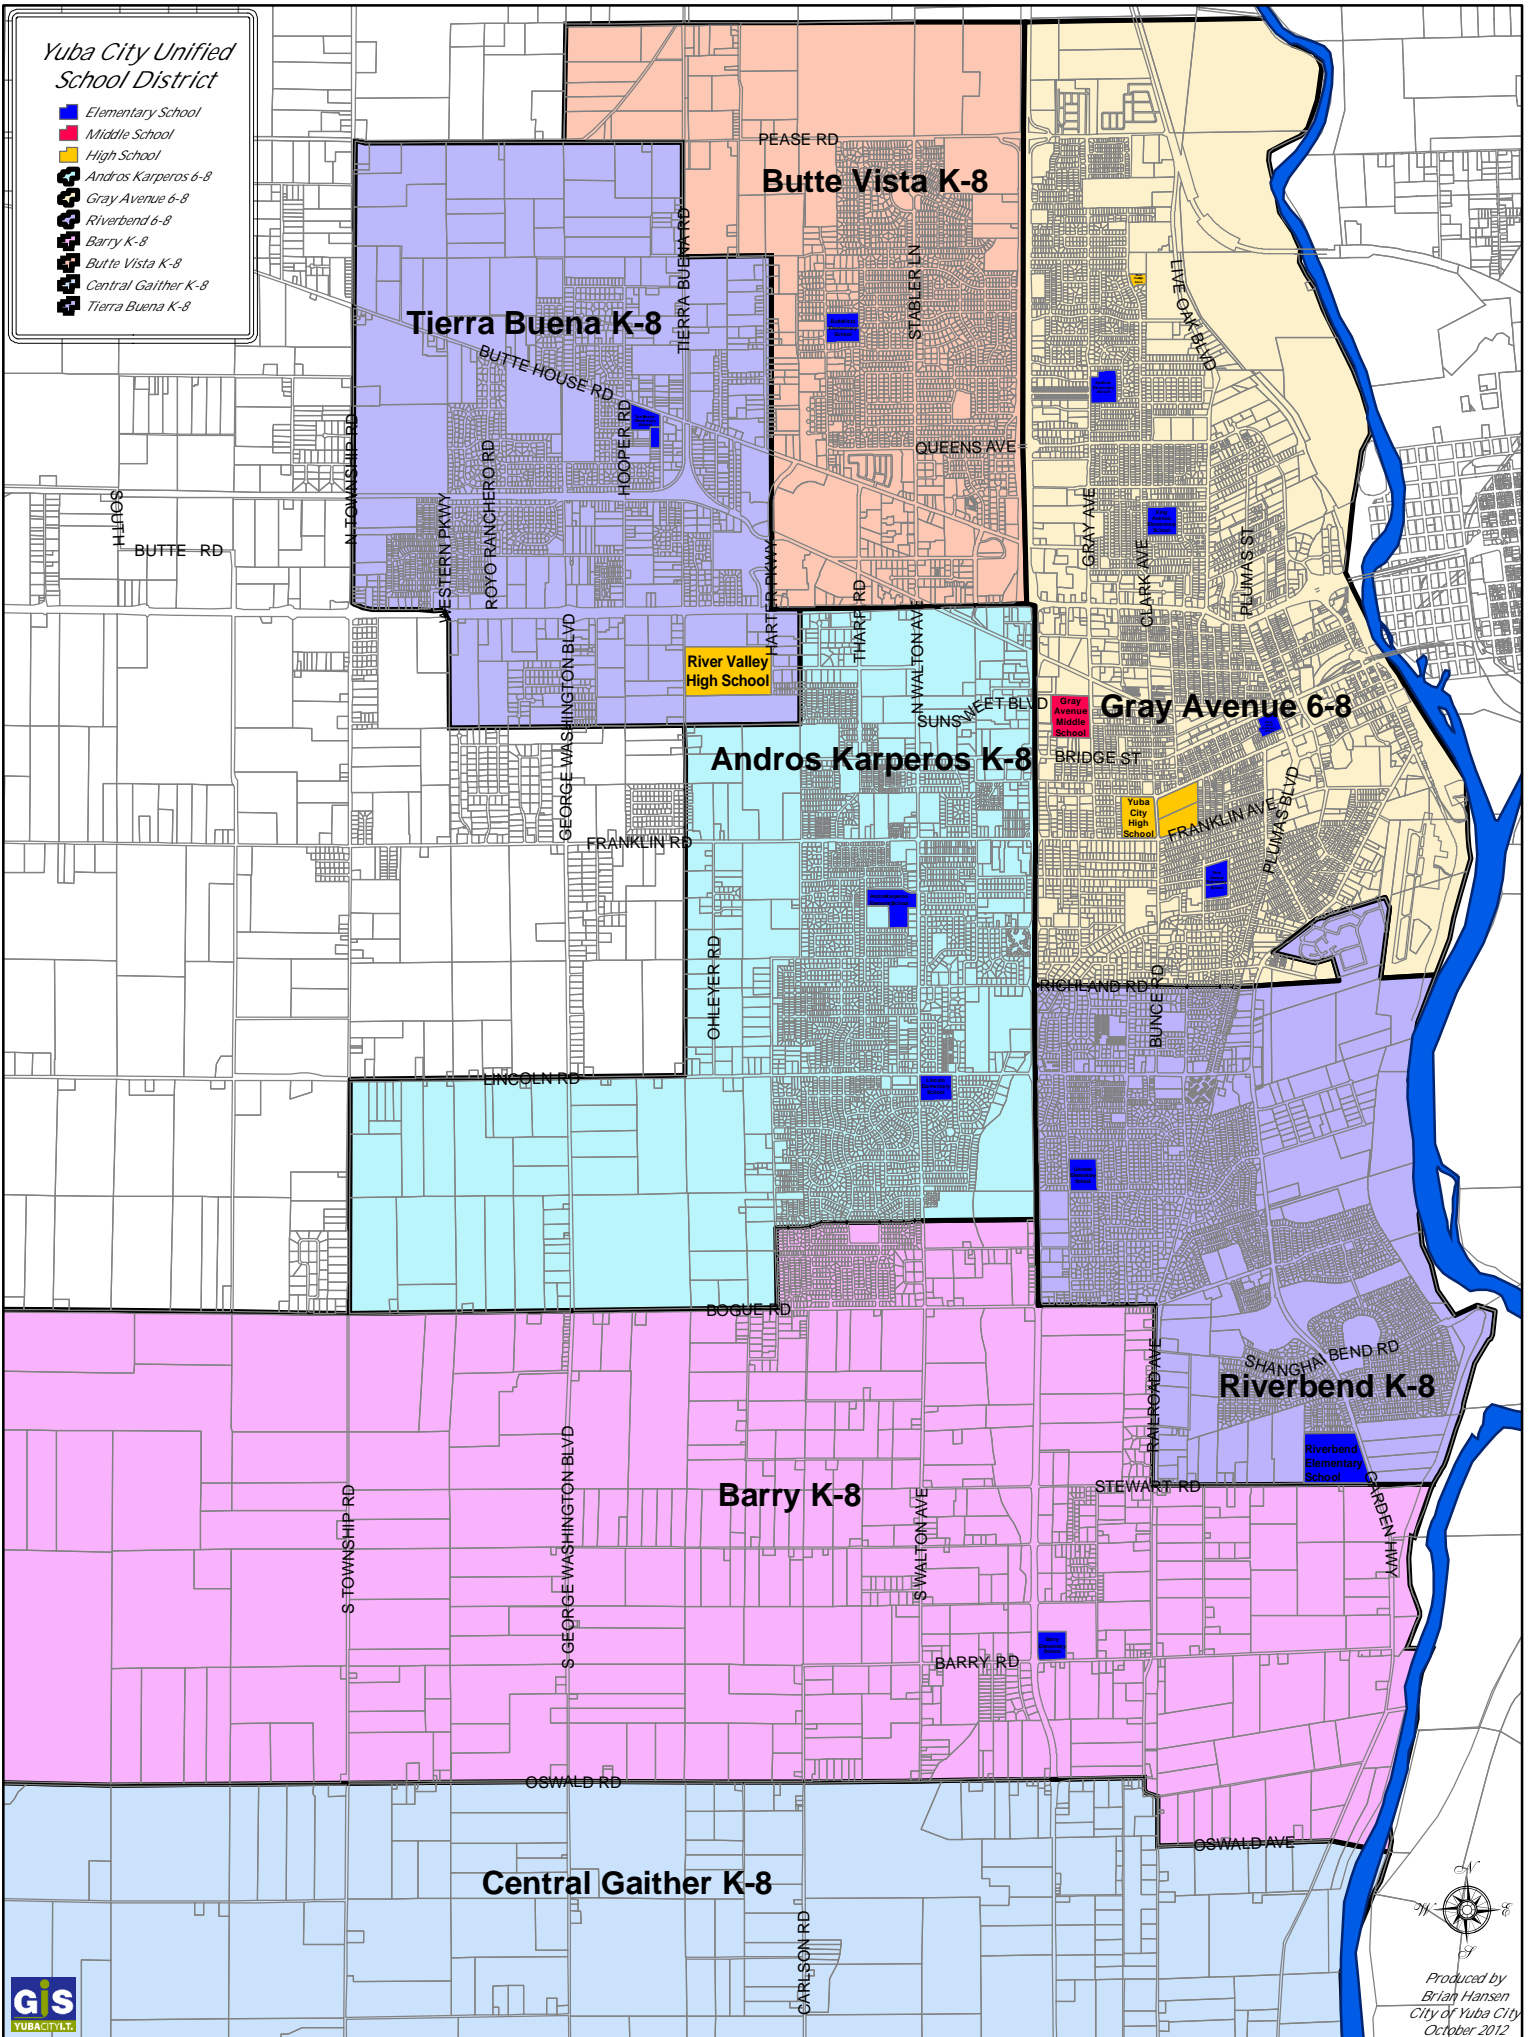 Yuba City Unified
School District
Elementary School
Middle School
High School
Andros Karperos 6-8
Gray Avenue 6-8
Riverbend 6-8
Barry K-8
Butte Vista K-8
Central Gaither K-8
Tierra Buena K-8
PEASE RD
Butte Vista K-8
TIERRA BUENA RD
STABLER LN
LIVE OAK BLVD
Tierra Buena K-8
BUTTE HOUSE RD
HOOPER RD
N TOWNSHIP RD
ROYO RANCHERO RD
QUEENS AVE
SOUTH
BUTTE RD
WESTERN PKWY
GRAY AVE
CLARK AVE
PLUMAS ST
HARTER PKWY
THARP RD
N WALTON AVE
GEORGE WASHINGTON BLVD
River Valley
High School
SUNSWEET BLVD
Gray
Avenue
Middle
School
Gray Avenue 6-8
Andros Karperos K-8
BRIDGE ST
Yuba
City
High
School
FRANKLIN AVE
PLUMAS BLVD
FRANKLIN RD
OHLEYER RD
RICHLAND RD
BUNCE RD
LINCOLN RD
BOGUE RD
SHANGHAI BEND RD
RAILROAD AVE
Riverbend K-8
Riverbend
Elementary
School
GARDEN HWY
Barry K-8
STEWART RD
S TOWNSHIP RD
S GEORGE WASHINGTON BLVD
S WALTON AVE
BARRY RD
OSWALD RD
OSWALD AVE
Central Gaither K-8
CARLSON RD
N
W
E
S
Produced by
Brian Hansen
City of Yuba City
October 2012
GIS
YUBA CITY I.T.